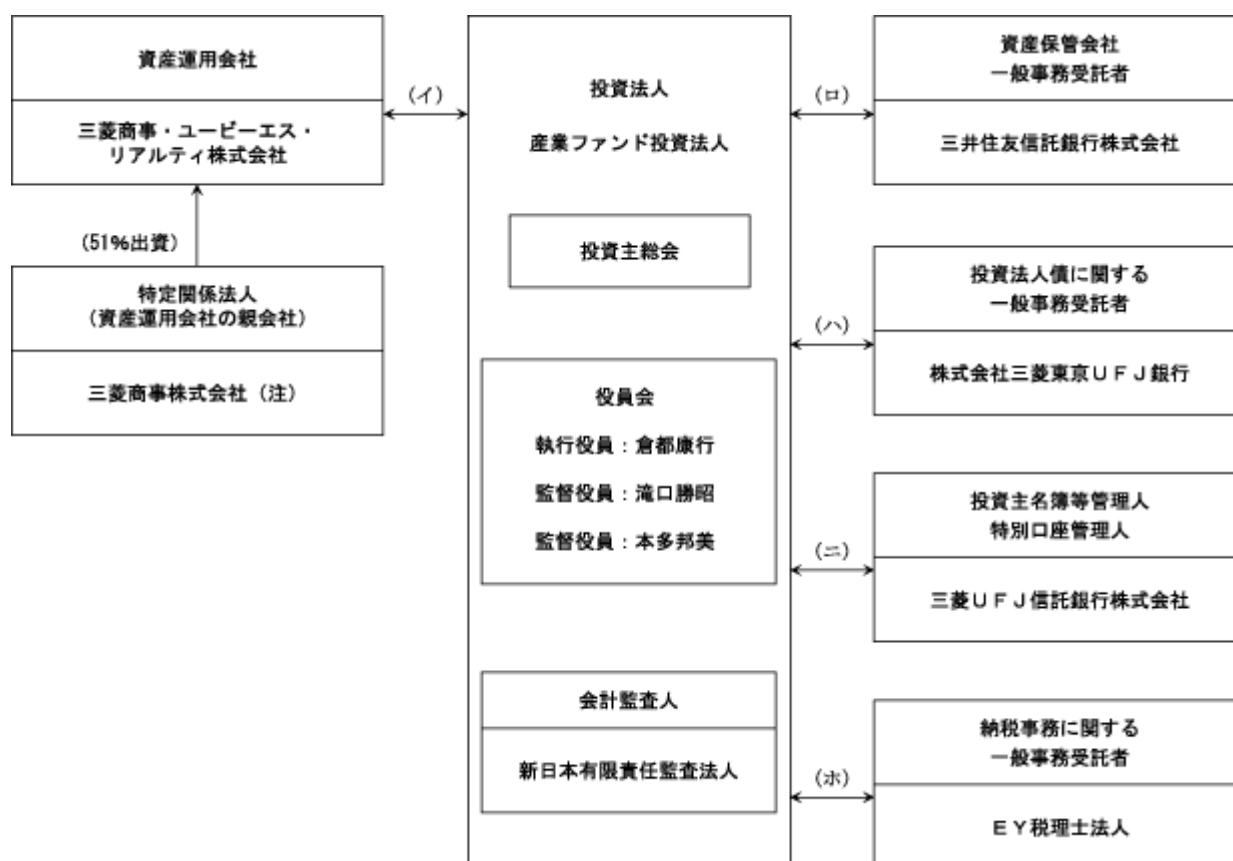 資産運用会社
三菱商事・ユービーエス・
リアルティ株式会社
(イ)
(51%出資)
特定関係法人
(資産運用会社の親会社)
三菱商事株式会社(注)
投資法人
産業ファンド投資法人
投資主総会
役員会
執行役員:倉都康行
監督役員:滝口勝昭
監督役員:本多邦美
会計監査人
新日本有限責任監査法人
(ロ)
資産保管会社
一般事務受託者
三井住友信託銀行株式会社
(ハ)
投資法人債に関する
一般事務受託者
株式会社三菱東京UFJ銀行
(ニ)
投資主名簿等管理人
特別口座管理人
三菱UFJ信託銀行株式会社
(ホ)
納税事務に関する
一般事務受託者
EY税理士法人